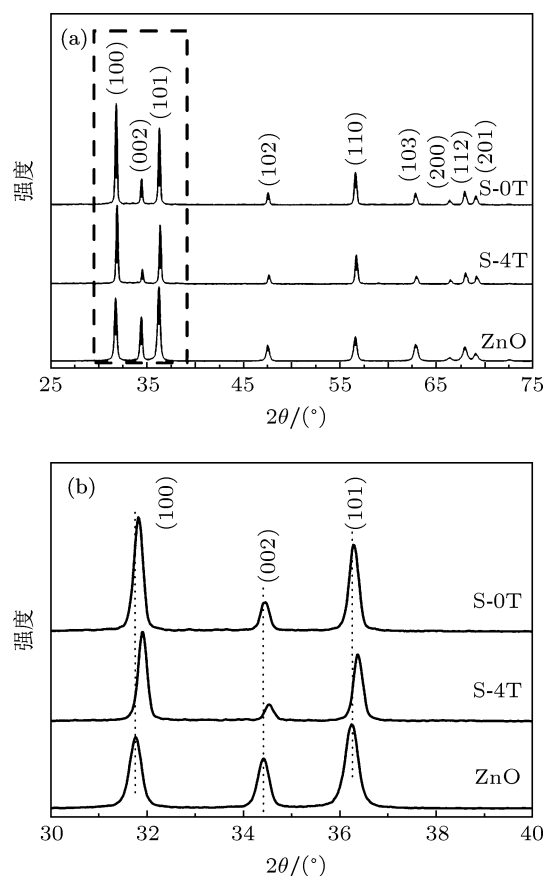 (a)
(100)
(002)
(101)
(102)
(110)
(103)
(200)
(112)
(201)
S-0T
S-4T
ZnO
强度
25 35 45 55 65 75
2θ/(°)
(b)
(100)
(002)
(101)
S-0T
S-4T
ZnO
强度
30 32 34 36 38 40
2θ/(°)